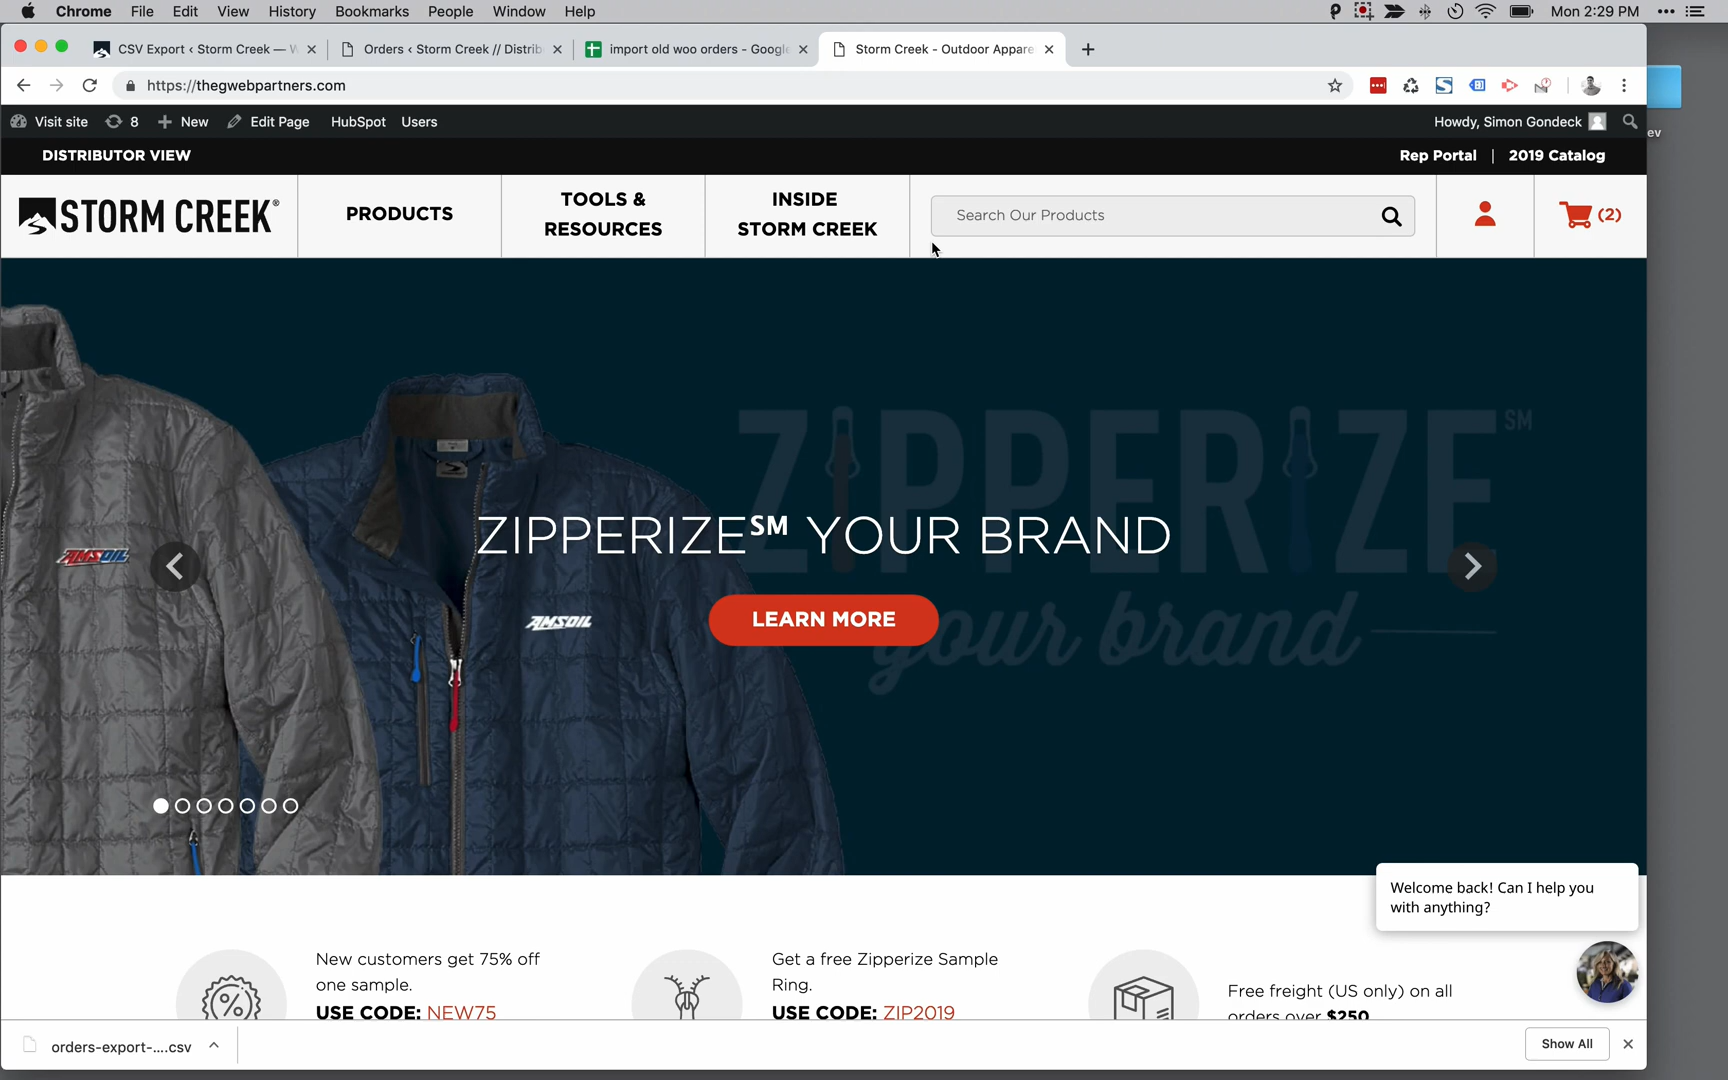 Chrome File Edit View History Bookmarks People Window Help Mon 2:29 PM
CSV Export ‹ Storm Creek — W Orders ‹ Storm Creek // Distrib import old woo orders - Google Storm Creek - Outdoor Appare
https://thegwebpartners.com
Visit site 8 New Edit Page HubSpot Users Howdy, Simon Gondeck
ev
DISTRIBUTOR VIEW Rep Portal | 2019 Catalog
STORM CREEK®
PRODUCTS
TOOLS &
RESOURCES
INSIDE
STORM CREEK
Search Our Products
(2)
ZIPPERIZE SM
your brand
AMSOIL
AMSOIL
ZIPPERIZE℠ YOUR BRAND
LEARN MORE
Welcome back! Can I help you
with anything?
New customers get 75% off
one sample.
USE CODE: NEW75
Get a free Zipperize Sample
Ring.
USE CODE: ZIP2019
Free freight (US only) on all
orders over $250
orders-export-....csv
Show All